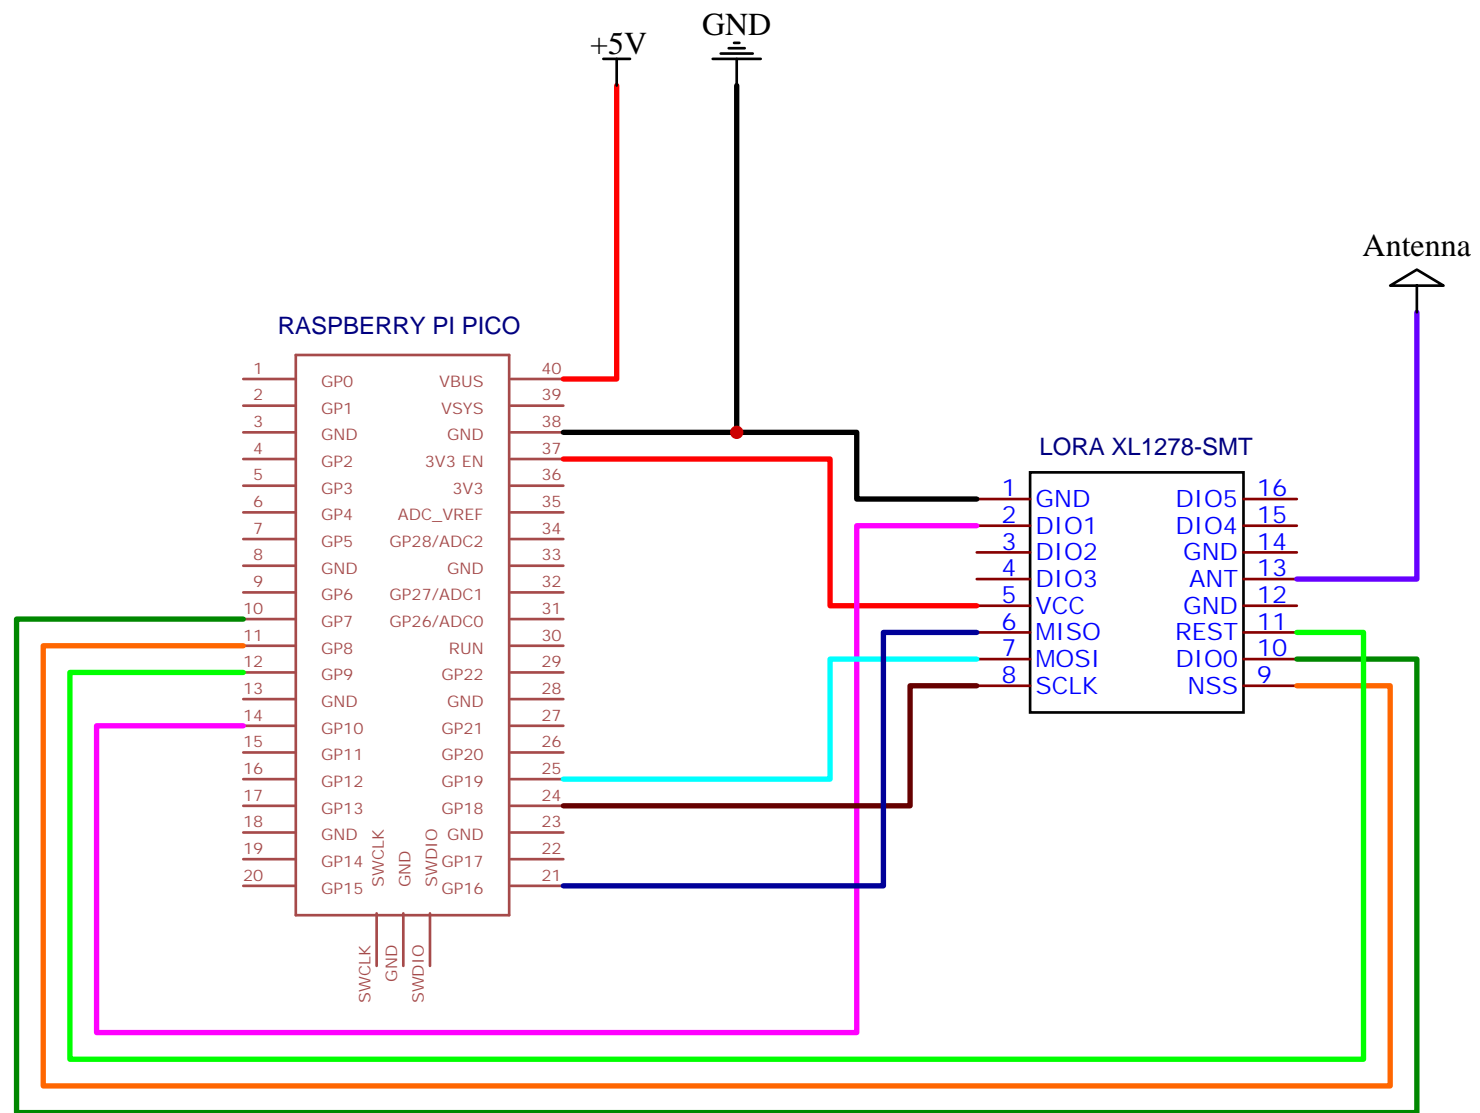 GND
+5V
Antenna
RASPBERRY PI PICO
1 GP0 VBUS 40
2 GP1 VSYS 39
3 GND GND 38
4 GP2 3V3 EN 37
5 GP3 3V3 36
6 GP4 ADC_VREF 35
7 GP5 GP28/ADC2 34
8 GND GND 33
9 GP6 GP27/ADC1 32
10 GP7 GP26/ADC0 31
11 GP8 RUN 30
12 GP9 GP22 29
13 GND GND 28
14 GP10 GP21 27
15 GP11 GP20 26
16 GP12 GP19 25
17 GP13 GP18 24
18 GND GND 23
19 GP14 GP17 22
20 GP15 GP16 21
SWCLK
GND
SWDIO
SWCLK
GND
SWDIO
LORA XL1278-SMT
1 GND DIO5 16
2 DIO1 DIO4 15
3 DIO2 GND 14
4 DIO3 ANT 13
5 VCC GND 12
6 MISO REST 11
7 MOSI DIO0 10
8 SCLK NSS 9